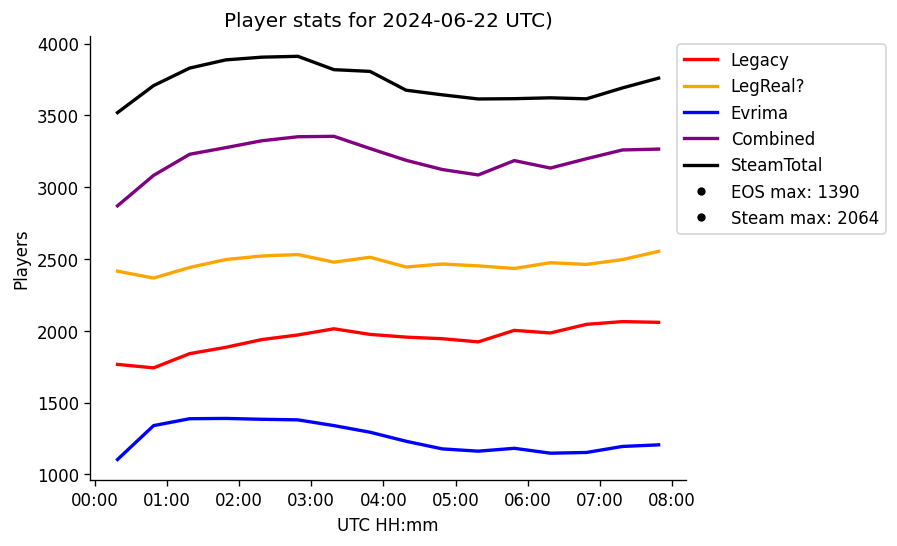 Player stats for 2024-06-22 UTC)
4000
3500
3000
2500
2000
1500
1000
Players
00:00 01:00 02:00 03:00 04:00 05:00 06:00 07:00 08:00
UTC HH:mm
Legacy
LegReal?
Evrima
Combined
SteamTotal
EOS max: 1390
Steam max: 2064